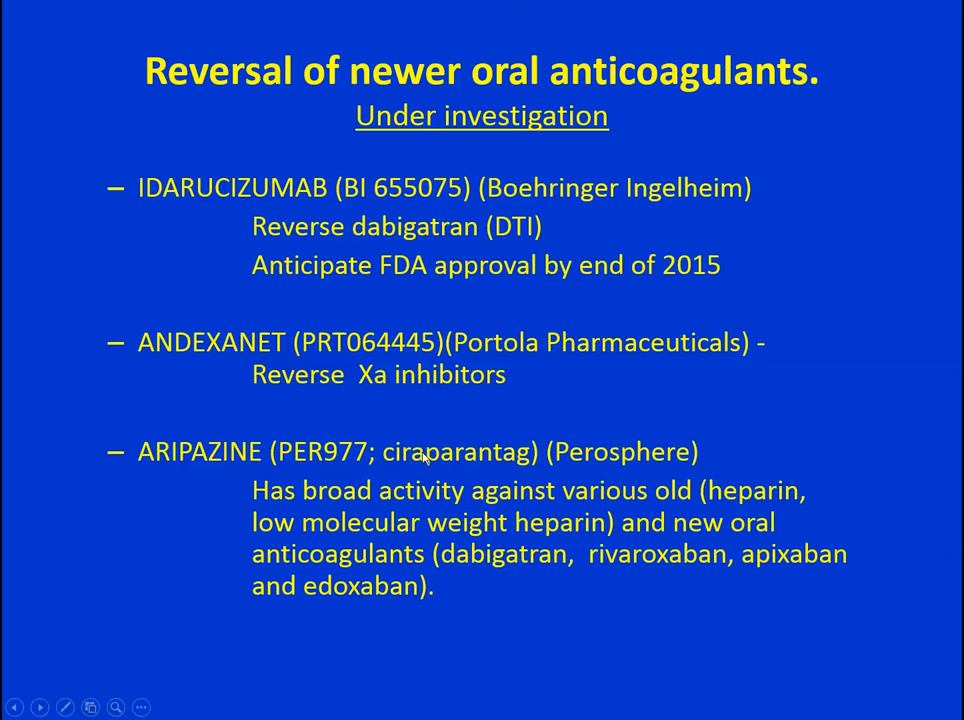 Reversal of newer oral anticoagulants.
Under investigation
– IDARUCIZUMAB (BI 655075) (Boehringer Ingelheim)
Reverse dabigatran (DTI)
Anticipate FDA approval by end of 2015
– ANDEXANET (PRT064445)(Portola Pharmaceuticals) -
Reverse  Xa inhibitors
– ARIPAZINE (PER977; ciraparantag) (Perosphere)
Has broad activity against various old (heparin,
low molecular weight heparin) and new oral
anticoagulants (dabigatran,  rivaroxaban, apixaban
and edoxaban).